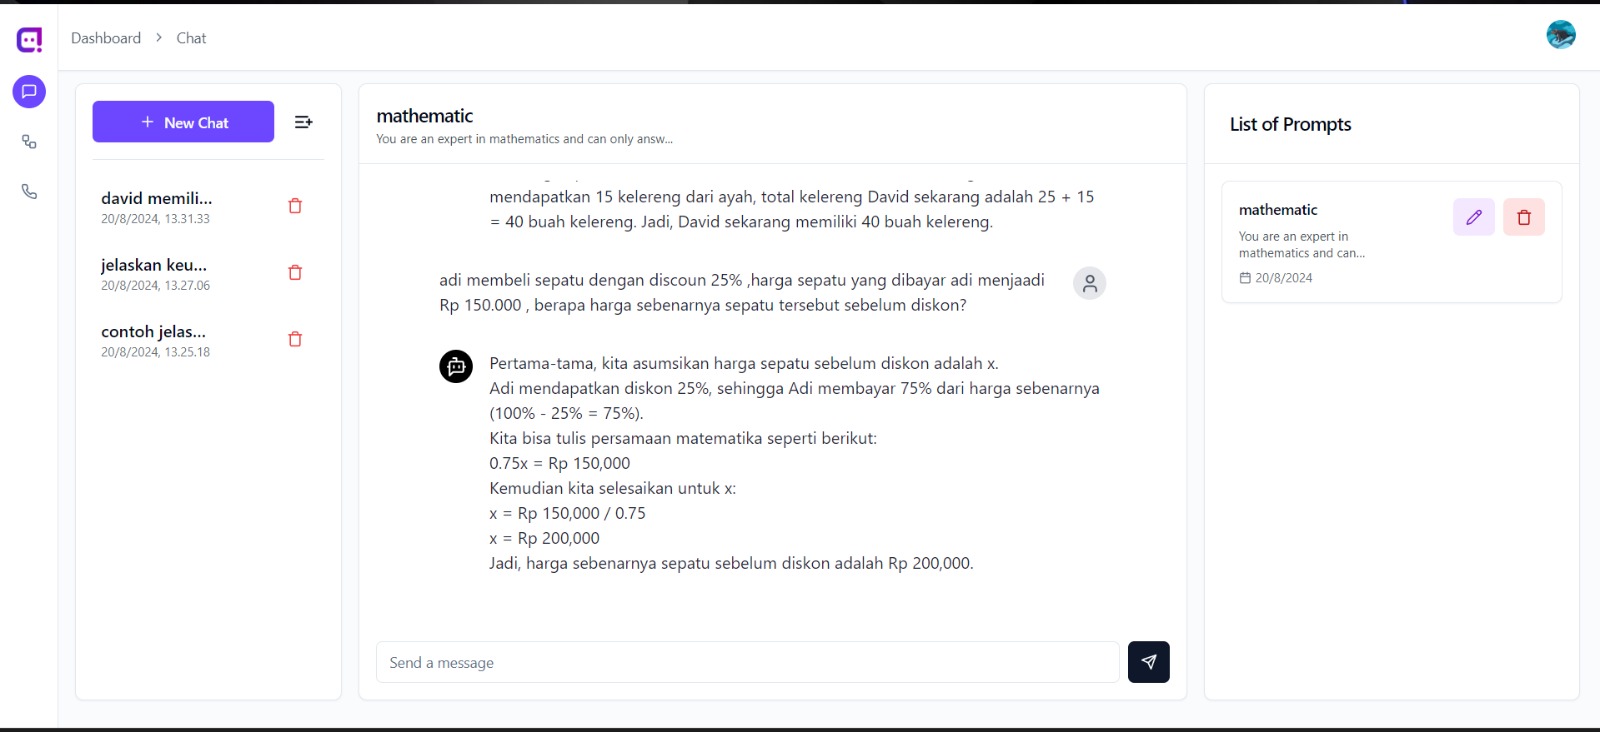 Dashboard > Chat
+ New Chat
david memili...
20/8/2024, 13.31.33
jelaskan keu...
20/8/2024, 13.27.06
contoh jelas...
20/8/2024, 13.25.18
mathematic
You are an expert in mathematics and can only answ...
mendapatkan 15 kelereng dari ayah, total kelereng David sekarang adalah 25 + 15
= 40 buah kelereng. Jadi, David sekarang memiliki 40 buah kelereng.
adi membeli sepatu dengan discoun 25% ,harga sepatu yang dibayar adi menjaadi
Rp 150.000 , berapa harga sebenarnya sepatu tersebut sebelum diskon?
Pertama-tama, kita asumsikan harga sepatu sebelum diskon adalah x.
Adi mendapatkan diskon 25%, sehingga Adi membayar 75% dari harga sebenarnya
(100% - 25% = 75%).
Kita bisa tulis persamaan matematika seperti berikut:
0.75x = Rp 150,000
Kemudian kita selesaikan untuk x:
x = Rp 150,000 / 0.75
x = Rp 200,000
Jadi, harga sebenarnya sepatu sebelum diskon adalah Rp 200,000.
Send a message
List of Prompts
mathematic
You are an expert in
mathematics and can...
20/8/2024